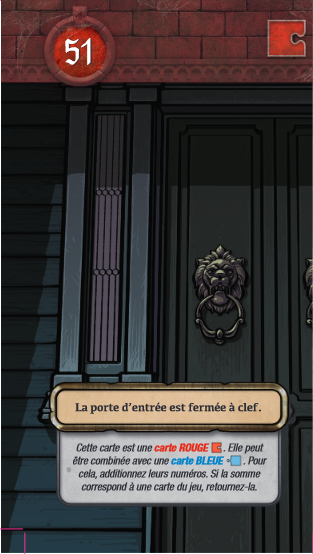 51
La porte d'entrée est fermée à clef.
Cette carte est une carte ROUGE. Elle peut
être combinée avec une carte BLEUE. Pour
cela, additionnez leurs numéros. Si la somme
correspond à une carte du jeu, retournez-la.